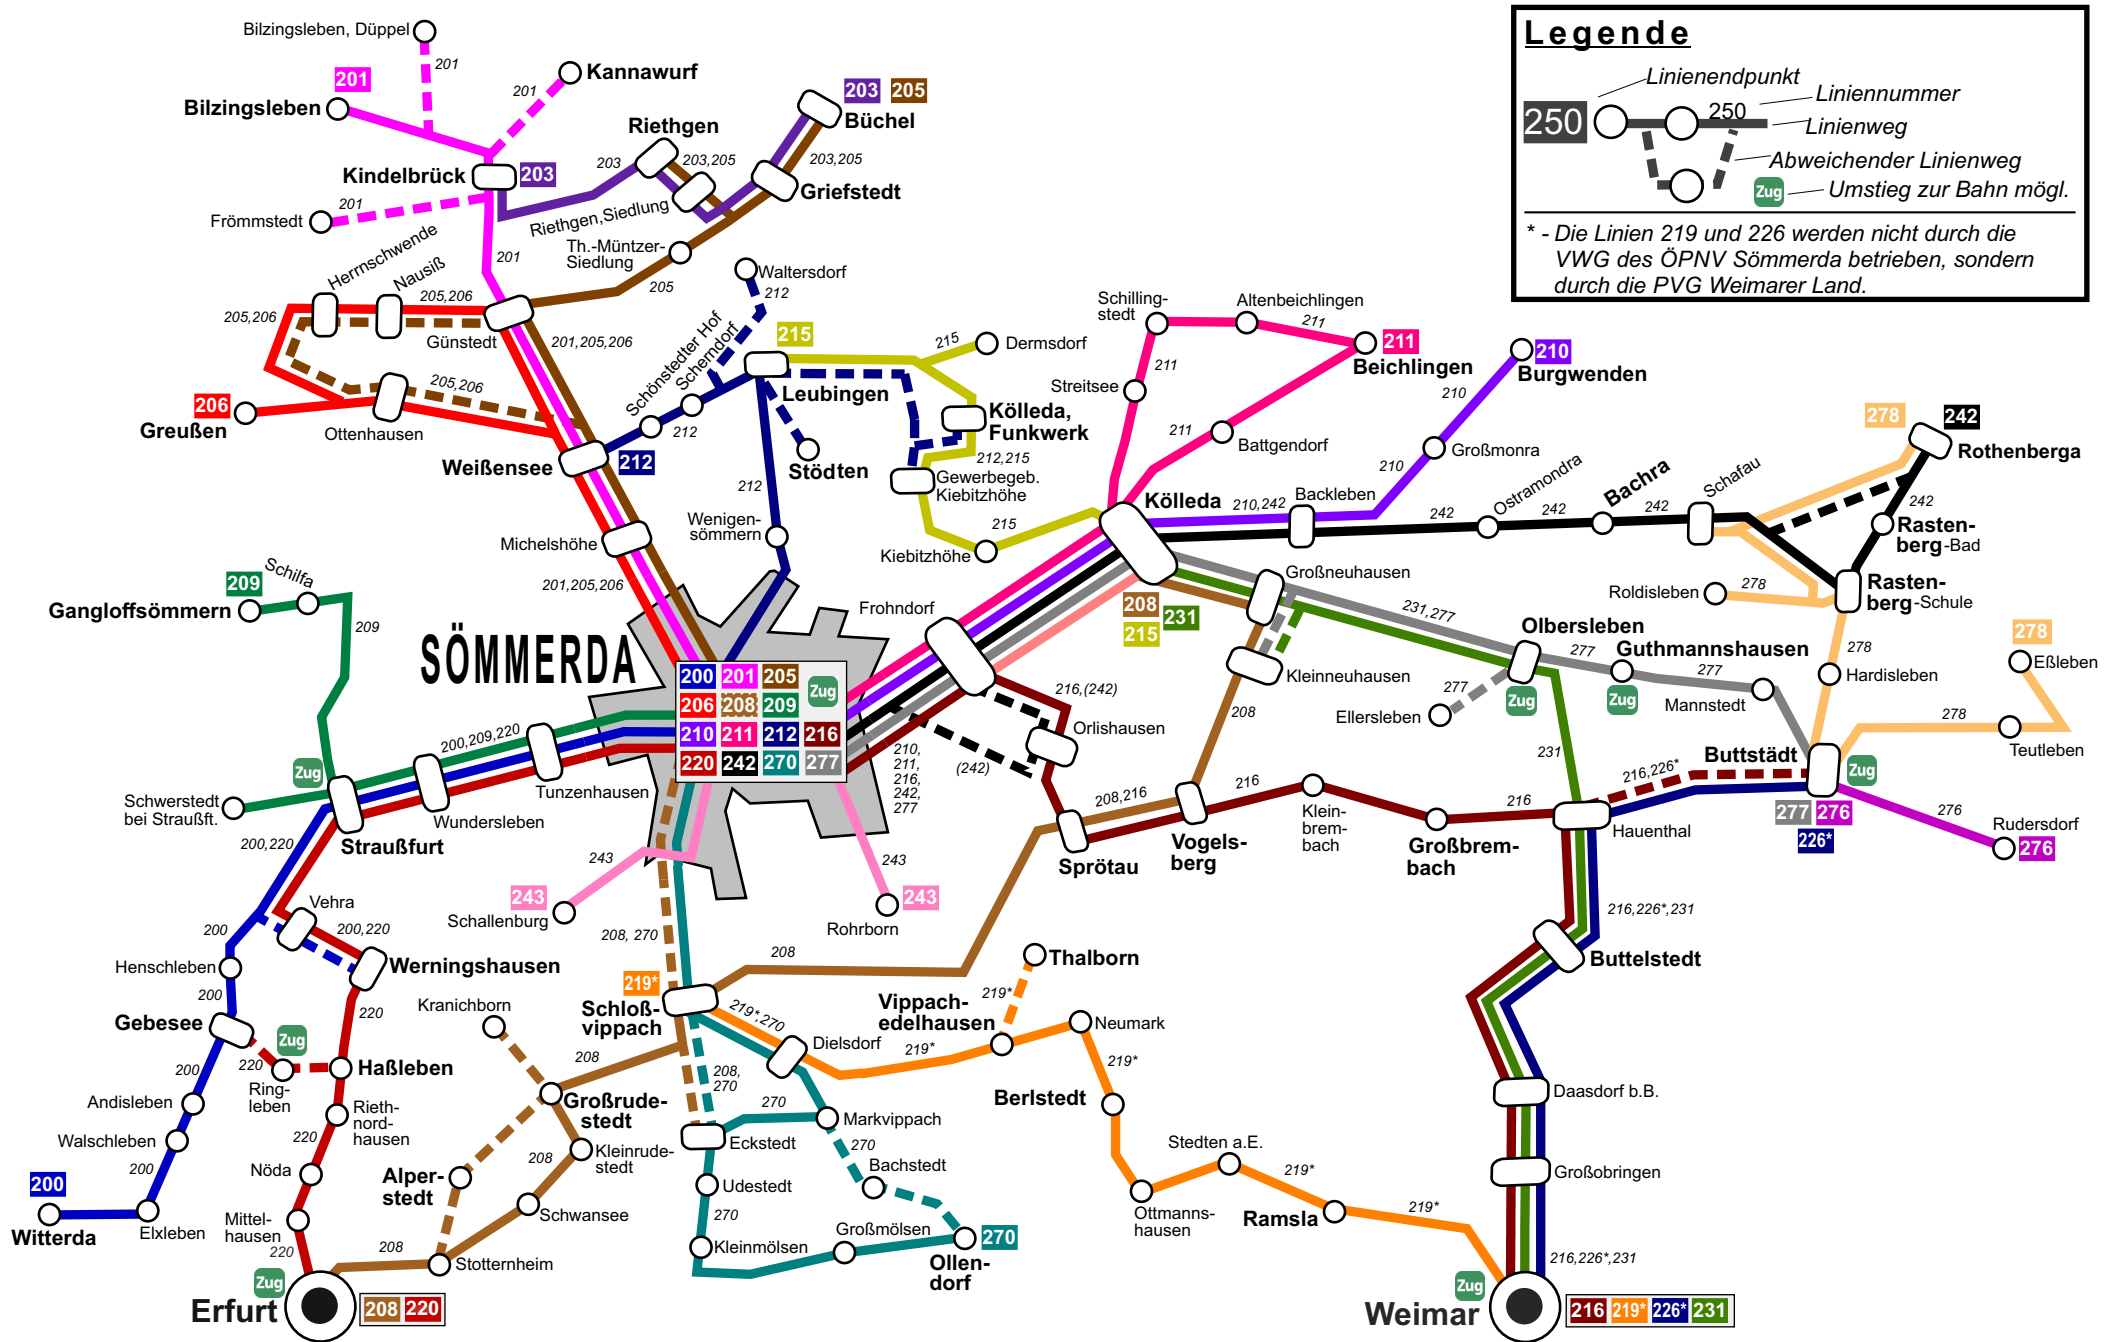 Bilzingsleben, Düppel
201
201
Bilzingsleben
201
Kannawurf
203 205
Büchel
Riethgen
203
203,205
203,205
Kindelbrück
203
Griefstedt
Frömmstedt
201
Riethgen,Siedlung
Th.-Müntzer-
Siedlung
205
201
Herrnschwende
Nausiß
205,206
205,206
Günstedt
201,205,206
205,206
206
Greußen
Ottenhausen
Weißensee
212
Michelshöhe
201,205,206
Waltersdorf
212
Schönstedter Hof
Scherndorf
212
215
Leubingen
215
Dermsdorf
Kölleda,
Funkwerk
212,215
Gewerbegeb.
Kiebitzhöhe
Stödten
212
Wenigen-
sömmern
215
Kiebitzhöhe
Schilling-
stedt
Altenbeichlingen
211
211
Beichlingen
211
Streitsee
211
Battgendorf
210
Burgwenden
210
Großmonra
210
Kölleda
210,242
Backleben
242
Ostramondra
242
Bachra
242
Schafau
278 242
Rothenberga
242
Rasten-
berg-Bad
Rasten-
berg-Schule
Roldisleben
278
278
Hardisleben
278
Eßleben
278
Teutleben
Legende
Linienendpunkt
250
250
Liniennummer
Linienweg
Abweichender Linienweg
Zug
Umstieg zur Bahn mögl.
* - Die Linien 219 und 226 werden nicht durch die
VWG des ÖPNV Sömmerda betrieben, sondern
durch die PVG Weimarer Land.
209
Schilfa
Gangloffsömmern
209
SÖMMERDA
200 201 205
Zug
206 208 209
210 211 212 216
220 242 270 277
Frohndorf
208
231
215
Großneuhausen
231,277
Kleinneuhausen
Olbersleben
277
Guthmannshausen
277
Zug
Zug
Mannstedt
277
Ellersleben
216,(242)
Orlishausen
(242)
210,
211,
216,
242,
277
208
231
200,209,220
Zug
Tunzenhausen
Wundersleben
Schwerstedt
bei Straußft.
Straußfurt
200,220
Buttstädt
Zug
216,226*
277 276
226*
276
Rudersdorf
276
208,216
216
Klein-
brem-
bach
216
Hauenthal
Sprötau
Vogels-
berg
Großbrem-
bach
243
243
Schallenburg
243
243
Rohrborn
Vehra
200,220
200
Henschleben
Werningshausen
200
Gebesee
220
Zug
220
Ring-
leben
Haßleben
200
Andisleben
Walschleben
200
Rieth-
nord-
hausen
220
Nöda
Mittel-
hausen
220
200
Witterda
Elxleben
Zug
Erfurt
208 220
208
Stotternheim
208, 270
208
219*
Schloß-
vippach
219*,270
Dielsdorf
Kranichborn
208
Großrude-
stedt
Kleinrude-
stedt
208
Alper-
stedt
Schwansee
208,
270
270
Markvippach
Eckstedt
270
Bachstedt
Udestedt
270
Großmölsen
Kleinmölsen
270
Ollen-
dorf
Thalborn
219*
Vippach-
edelhausen
Neumark
219*
219*
Berlstedt
Stedten a.E.
219*
Ottmanns-
hausen
Ramsla
219*
216,226*,231
Buttelstedt
Daasdorf b.B.
Großobringen
216,226*,231
Zug
Weimar
216 219* 226* 231